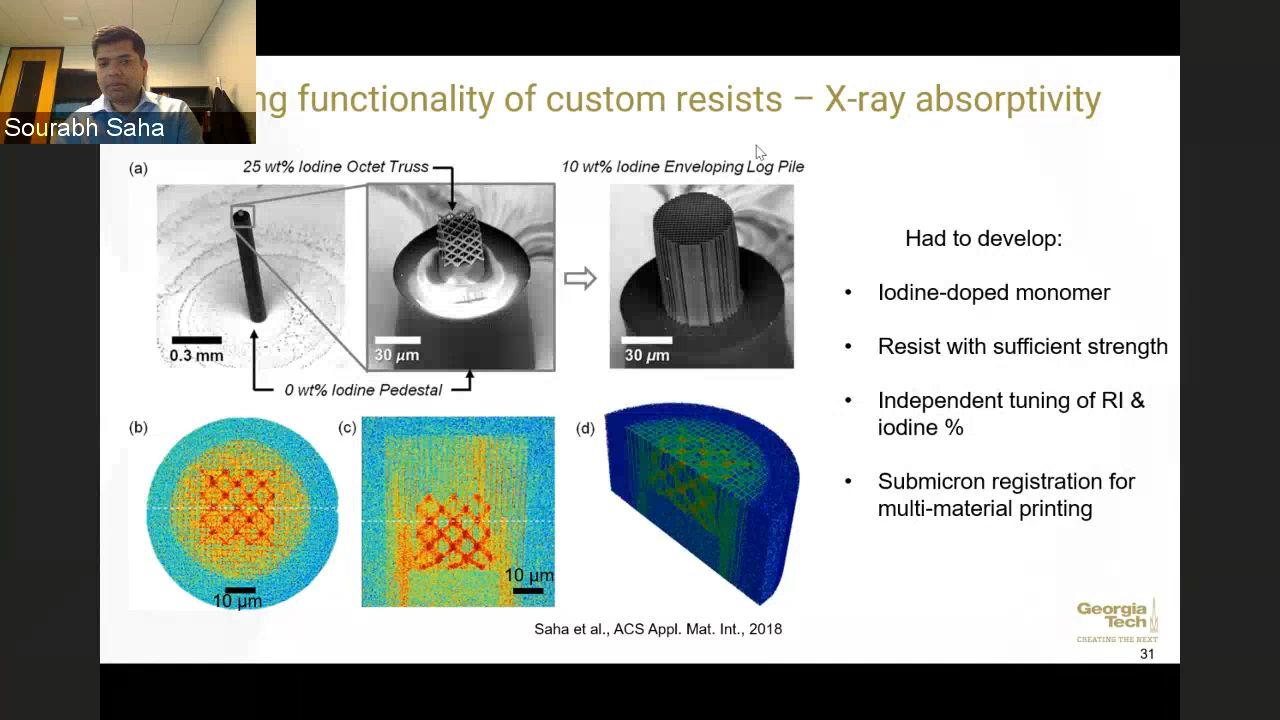 ng functionality of custom resists – X-ray absorptivity
Sourabh Saha
(a)
25 wt% Iodine Octet Truss
10 wt% Iodine Enveloping Log Pile
0.3 mm
30 µm
30 µm
0 wt% Iodine Pedestal
(b)
(c)
(d)
10 µm
10 µm
Saha et al., ACS Appl. Mat. Int., 2018
Had to develop:
• Iodine-doped monomer
• Resist with sufficient strength
• Independent tuning of RI &
iodine %
• Submicron registration for
multi-material printing
Georgia
Tech
CREATING THE NEXT
31